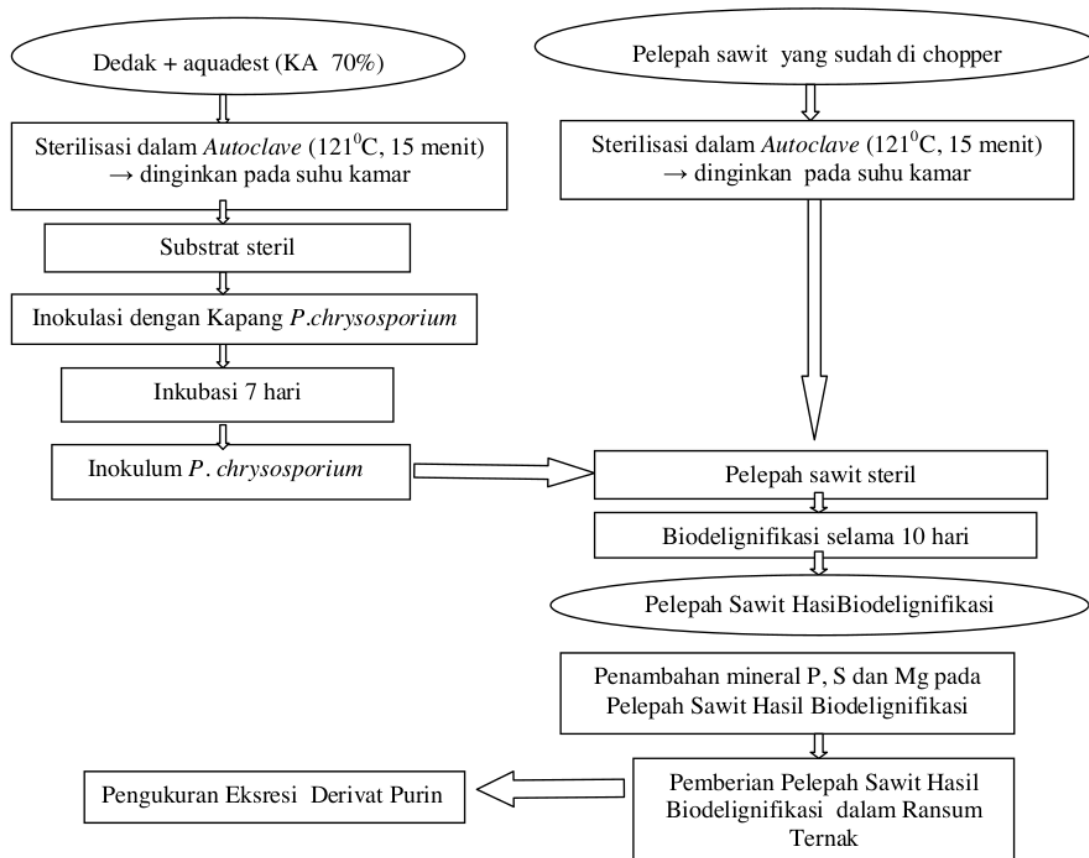 Dedak + aquadest (KA 70%)
Sterilisasi dalam Autoclave (121⁰C, 15 menit)
→ dinginkan pada suhu kamar
Substrat steril
Inokulasi dengan Kapang P.chrysosporium
Inkubasi 7 hari
Inokulum P. chrysosporium
Pelepah sawit yang sudah di chopper
Sterilisasi dalam Autoclave (121⁰C, 15 menit)
→ dinginkan pada suhu kamar
Pelepah sawit steril
Biodelignifikasi selama 10 hari
Pelepah Sawit HasiBiodelignifikasi
Penambahan mineral P, S dan Mg pada
Pelepah Sawit Hasil Biodelignifikasi
Pemberian Pelepah Sawit Hasil
Biodelignifikasi dalam Ransum
Ternak
Pengukuran Eksresi Derivat Purin